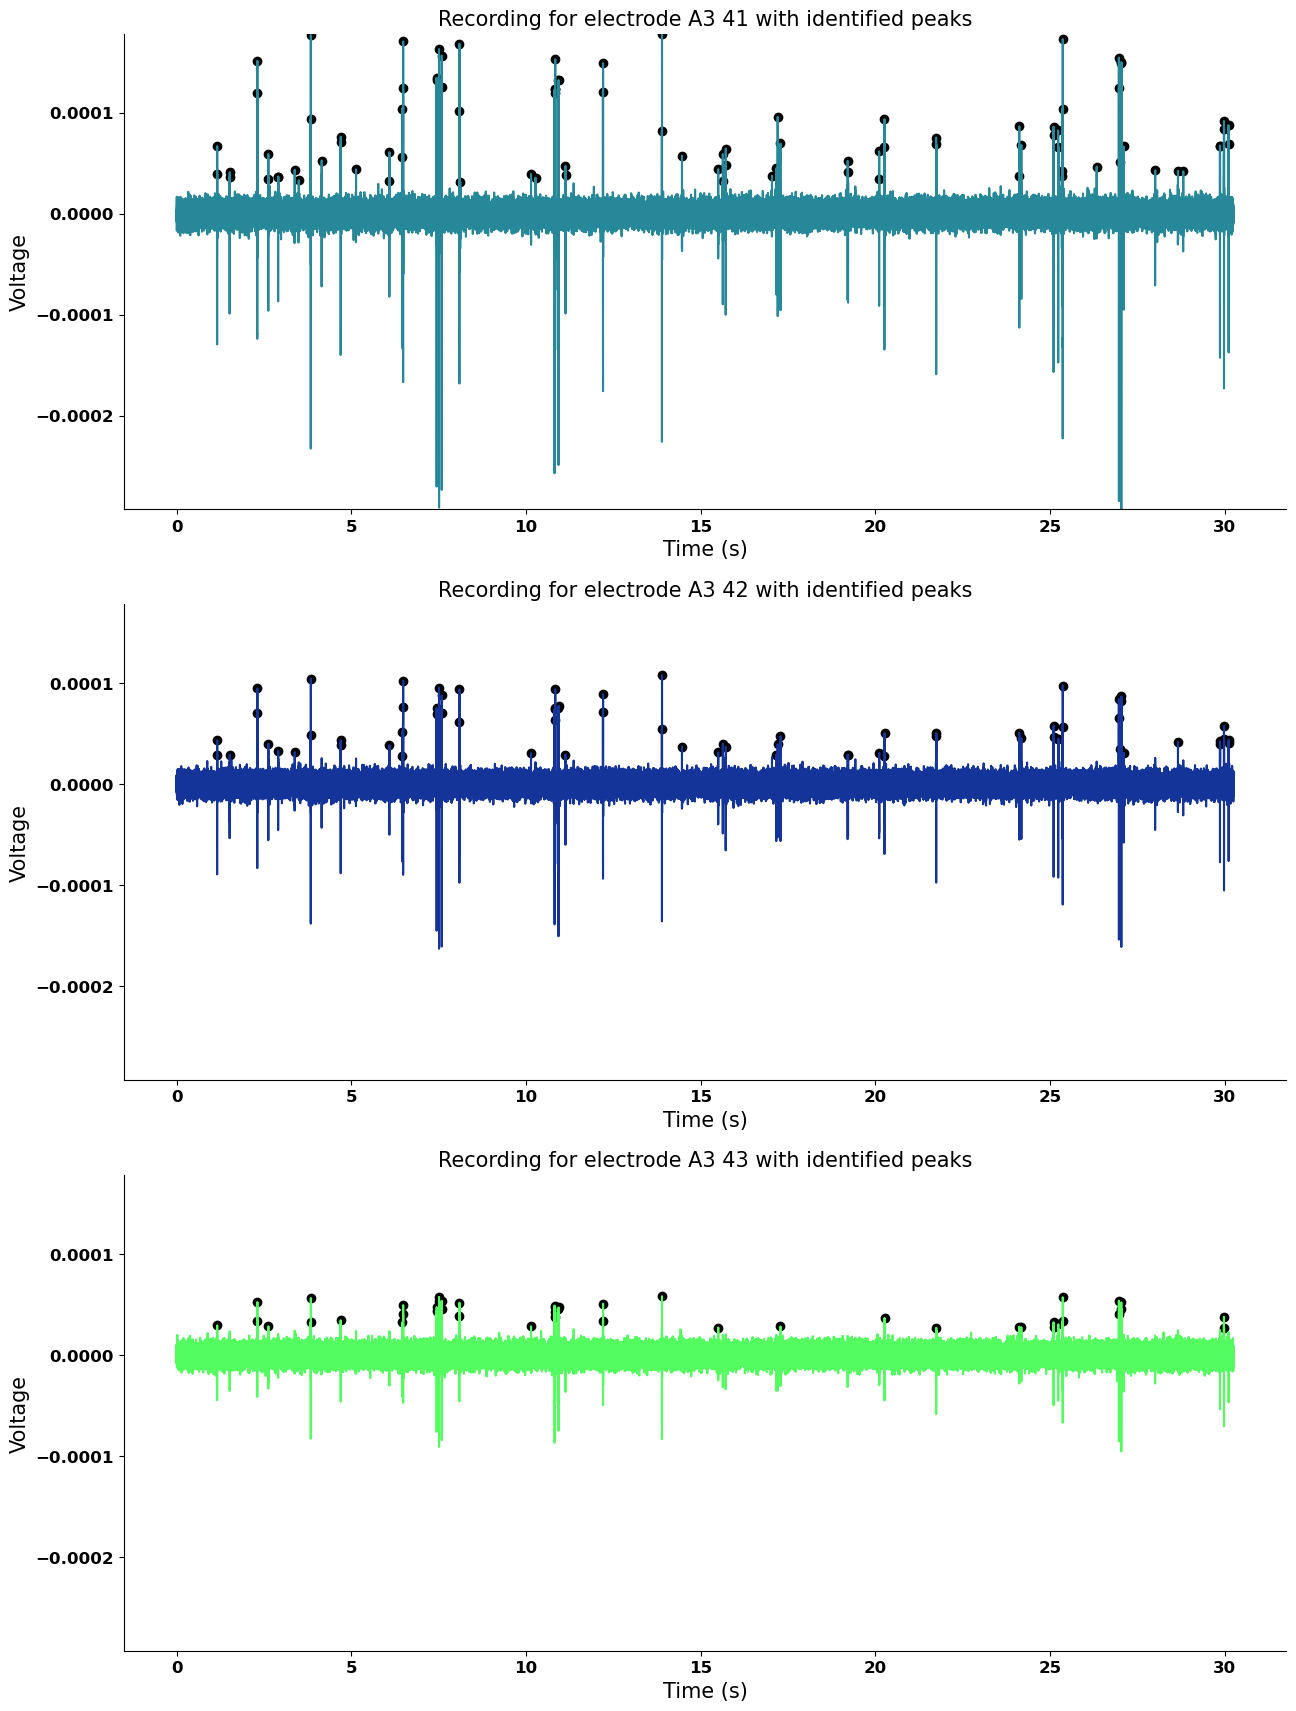 Recording for electrode A3 41 with identified peaks
0.0001
0.0000
−0.0001
−0.0002
Voltage
0 5 10 15 20 25 30
Time (s)
Recording for electrode A3 42 with identified peaks
0.0001
0.0000
−0.0001
−0.0002
Voltage
0 5 10 15 20 25 30
Time (s)
Recording for electrode A3 43 with identified peaks
0.0001
0.0000
−0.0001
−0.0002
Voltage
0 5 10 15 20 25 30
Time (s)